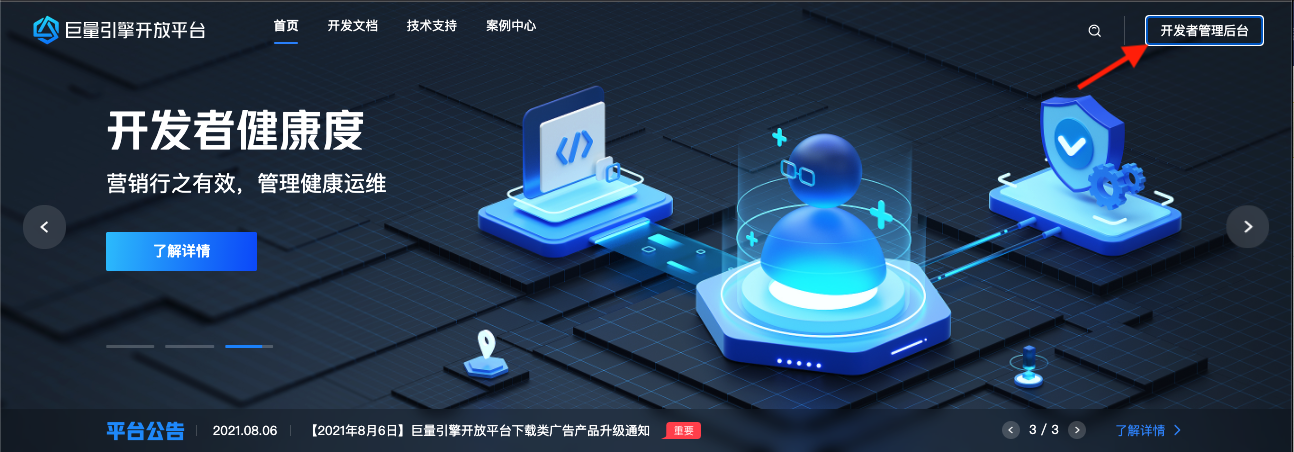 巨量引擎开放平台
首页 开发文档 技术支持 案例中心
开发者管理后台
开发者健康度
营销行之有效，管理健康运维
了解详情
平台公告 2021.08.06 【2021年8月6日】巨量引擎开放平台下载类广告产品升级通知 重要 3 / 3 了解详情